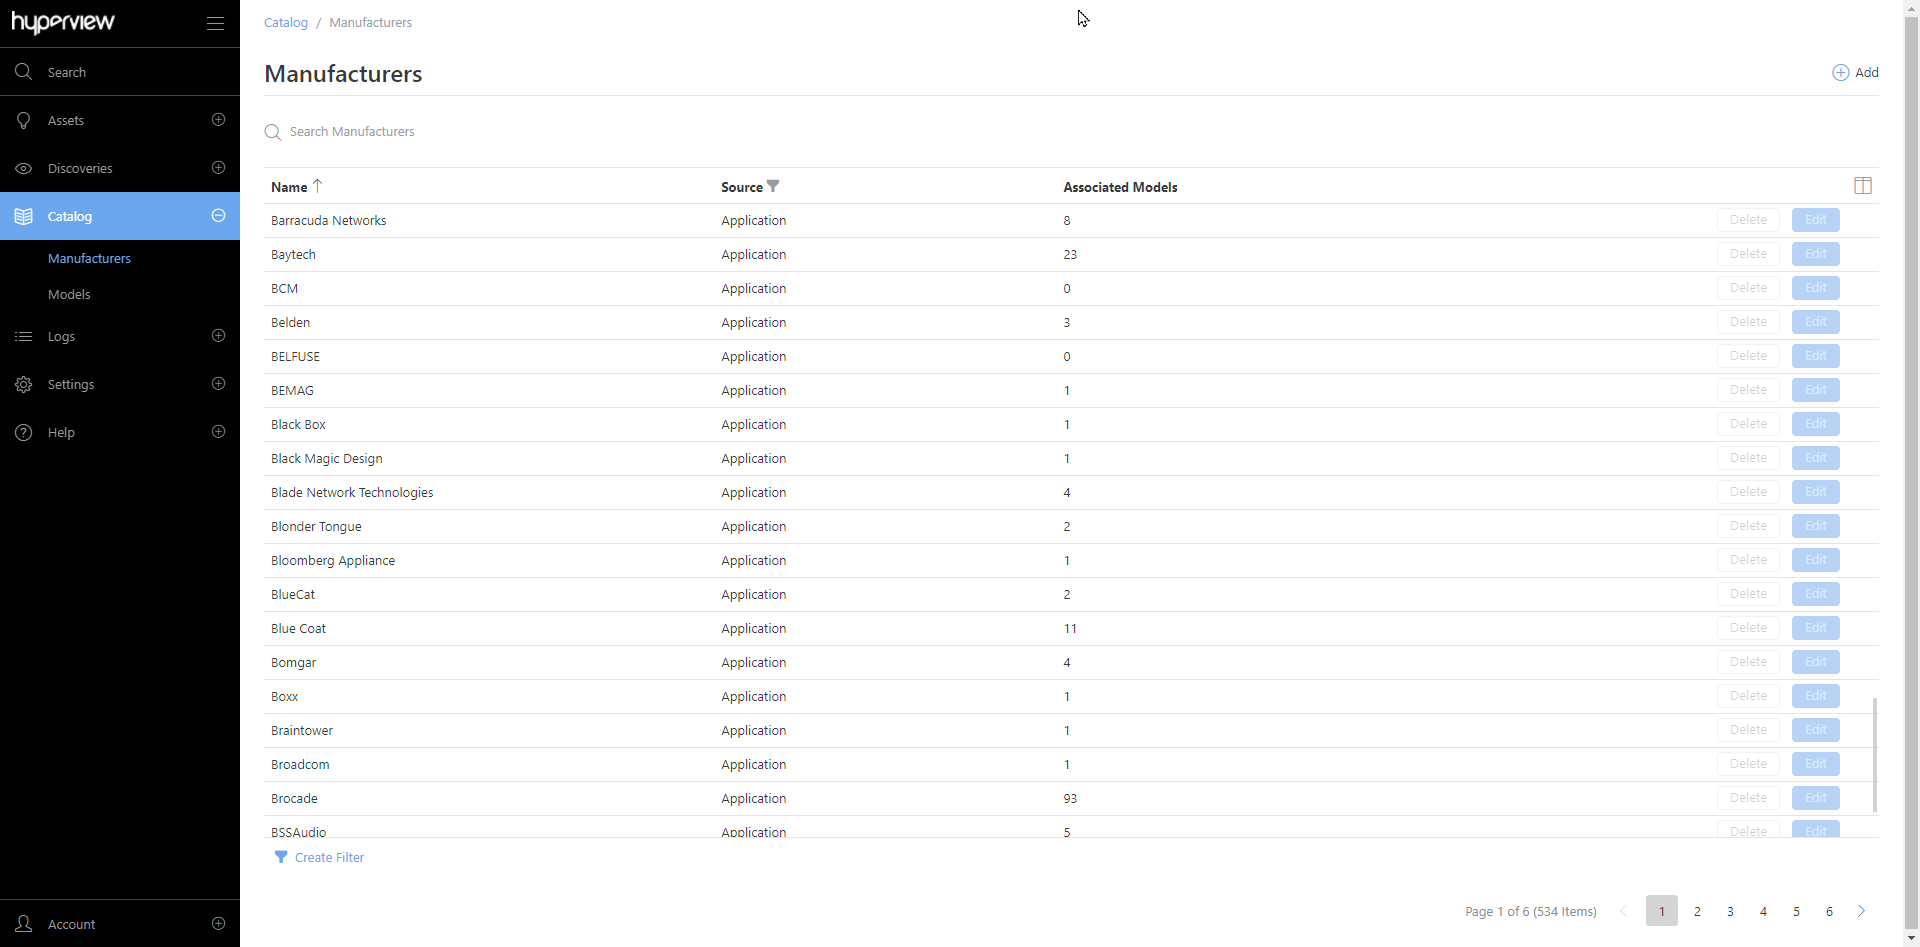 hyperview
Search
Assets
Discoveries
Catalog
Manufacturers
Models
Logs
Settings
Help
Account
Catalog / Manufacturers
Manufacturers
Add
Search Manufacturers
Name Source Associated Models
Barracuda Networks Application 8 Delete Edit
Baytech Application 23 Delete Edit
BCM Application 0 Delete Edit
Belden Application 3 Delete Edit
BELFUSE Application 0 Delete Edit
BEMAG Application 1 Delete Edit
Black Box Application 1 Delete Edit
Black Magic Design Application 1 Delete Edit
Blade Network Technologies Application 4 Delete Edit
Blonder Tongue Application 2 Delete Edit
Bloomberg Appliance Application 1 Delete Edit
BlueCat Application 2 Delete Edit
Blue Coat Application 11 Delete Edit
Bomgar Application 4 Delete Edit
Boxx Application 1 Delete Edit
Braintower Application 1 Delete Edit
Broadcom Application 1 Delete Edit
Brocade Application 93 Delete Edit
BSSAudio Application 5 Delete Edit
Create Filter
Page 1 of 6 (534 Items) 1 2 3 4 5 6